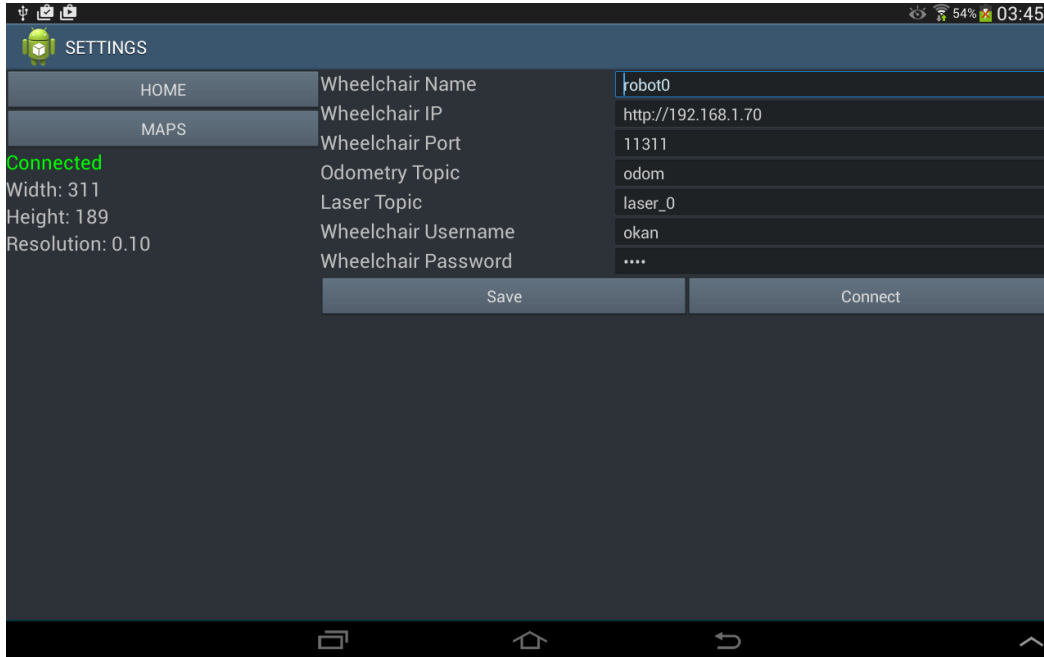 54% 03:45
SETTINGS
HOME
MAPS
Connected
Width: 311
Height: 189
Resolution: 0.10
Wheelchair Name robot0
Wheelchair IP http://192.168.1.70
Wheelchair Port 11311
Odometry Topic odom
Laser Topic laser_0
Wheelchair Username okan
Wheelchair Password ••••
Save Connect